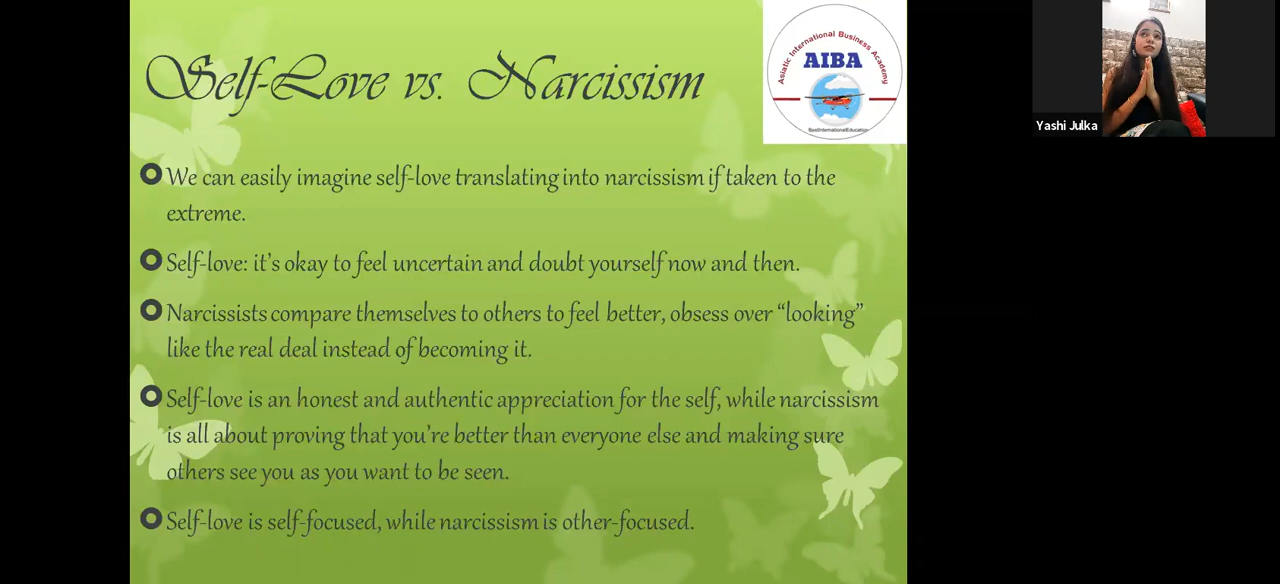 Self-Love vs. Narcissism
Asiatic International Business Academy
AIBA
BestInternationalEducation
Yashi Julka
We can easily imagine self-love translating into narcissism if taken to the
extreme.
Self-love: it's okay to feel uncertain and doubt yourself now and then.
Narcissists compare themselves to others to feel better, obsess over “looking”
like the real deal instead of becoming it.
Self-love is an honest and authentic appreciation for the self, while narcissism
is all about proving that you're better than everyone else and making sure
others see you as you want to be seen.
Self-love is self-focused, while narcissism is other-focused.